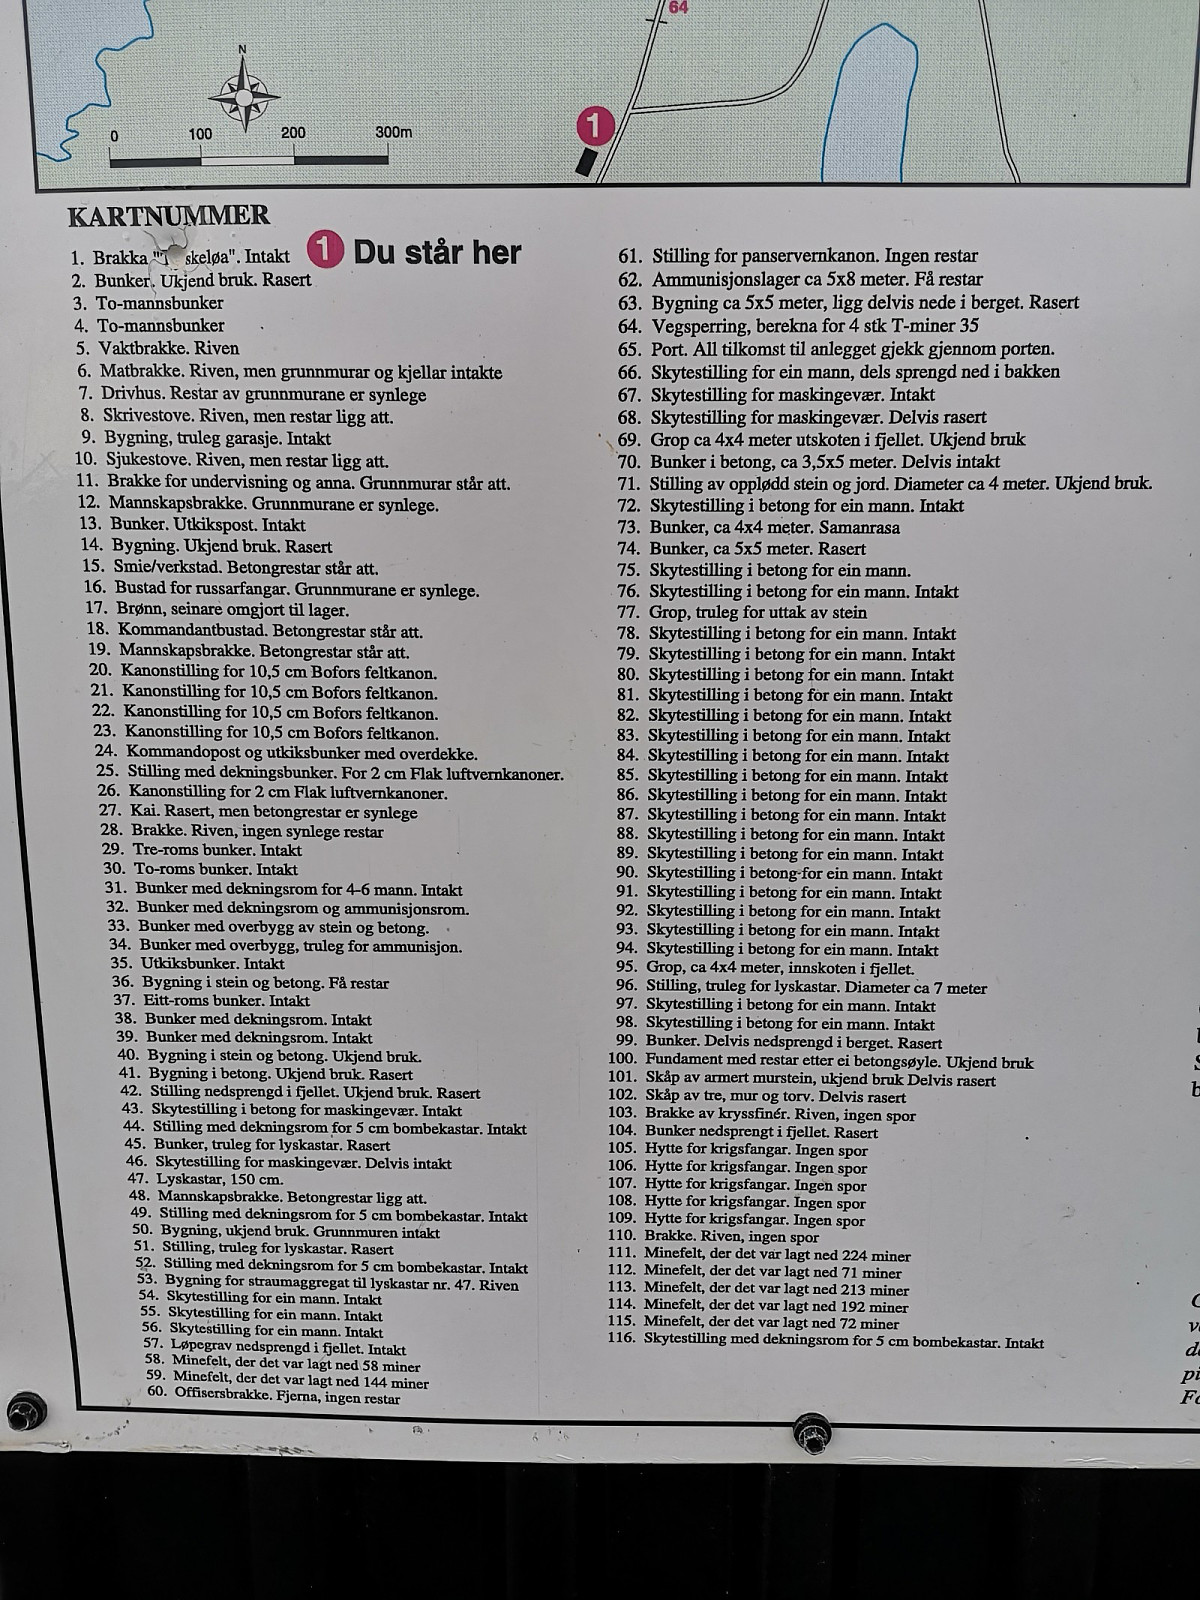 64
N
0 100 200 300m
1
KARTNUMMER
1. Brakka skeløa". Intakt
1 Du står her
2. Bunker. Ukjend bruk. Rasert
3. To-mannsbunker
4. To-mannsbunker
5. Vaktbrakke. Riven
6. Matbrakke. Riven, men grunnmurar og kjellar intakte
7. Drivhus. Restar av grunnmurane er synlege
8. Skrivestove. Riven, men restar ligg att.
9. Bygning, truleg garasje. Intakt
10. Sjukestove. Riven, men restar ligg att.
11. Brakke for undervisning og anna. Grunnmurar står att.
12. Mannskapsbrakke. Grunnmurane er synlege.
13. Bunker. Utkikspost. Intakt
14. Bygning. Ukjend bruk. Rasert
15. Smie/verkstad. Betongrestar står att.
16. Bustad for russarfangar. Grunnmurane er synlege.
17. Brønn, seinare omgjort til lager.
18. Kommandantbustad. Betongrestar står att.
19. Mannskapsbrakke. Betongrestar står att.
20. Kanonstilling for 10,5 cm Bofors feltkanon.
21. Kanonstilling for 10,5 cm Bofors feltkanon.
22. Kanonstilling for 10,5 cm Bofors feltkanon.
23. Kanonstilling for 10,5 cm Bofors feltkanon.
24. Kommandopost og utkiksbunker med overdekke.
25. Stilling med dekningsbunker. For 2 cm Flak luftvernkanoner.
26. Kanonstilling for 2 cm Flak luftvernkanoner.
27. Kai. Rasert, men betongrestar er synlege
28. Brakke. Riven, ingen synlege restar
29. Tre-roms bunker. Intakt
30. To-roms bunker. Intakt
31. Bunker med dekningsrom for 4-6 mann. Intakt
32. Bunker med dekningsrom og ammunisjonsrom.
33. Bunker med overbygg av stein og betong.
34. Bunker med overbygg, truleg for ammunisjon.
35. Utkiksbunker. Intakt
36. Bygning i stein og betong. Få restar
37. Eitt-roms bunker. Intakt
38. Bunker med dekningsrom. Intakt
39. Bunker med dekningsrom. Intakt
40. Bygning i stein og betong. Ukjend bruk.
41. Bygning i betong. Ukjend bruk. Rasert
42. Stilling nedsprengd i fjellet. Ukjend bruk. Rasert
43. Skytestilling i betong for maskingevær. Intakt
44. Stilling med dekningsrom for 5 cm bombekastar. Intakt
45. Bunker, truleg for lyskastar. Rasert
46. Skytestilling for maskingevær. Delvis intakt
47. Lyskastar, 150 cm.
48. Mannskapsbrakke. Betongrestar ligg att.
49. Stilling med dekningsrom for 5 cm bombekastar. Intakt
50. Bygning, ukjend bruk. Grunnmuren intakt
51. Stilling, truleg for lyskastar. Rasert
52. Stilling med dekningsrom for 5 cm bombekastar. Intakt
53. Bygning for straumaggregat til lyskastar nr. 47. Riven
54. Skytestilling for ein mann. Intakt
55. Skytestilling for ein mann. Intakt
56. Skytestilling for ein mann. Intakt
57. Løpegrav nedsprengd i fjellet. Intakt
58. Minefelt, der det var lagt ned 58 miner
59. Minefelt, der det var lagt ned 144 miner
60. Offisersbrakke. Fjerna, ingen restar
61. Stilling for panservernkanon. Ingen restar
62. Ammunisjonslager ca 5x8 meter. Få restar
63. Bygning ca 5x5 meter, ligg delvis nede i berget. Rasert
64. Vegsperring, berekna for 4 stk T-miner 35
65. Port. All tilkomst til anlegget gjekk gjennom porten.
66. Skytestilling for ein mann, dels sprengd ned i bakken
67. Skytestilling for maskingevær. Intakt
68. Skytestilling for maskingevær. Delvis rasert
69. Grop ca 4x4 meter utskoten i fjellet. Ukjend bruk
70. Bunker i betong, ca 3,5x5 meter. Delvis intakt
71. Stilling av opplødd stein og jord. Diameter ca 4 meter. Ukjend bruk.
72. Skytestilling i betong for ein mann. Intakt
73. Bunker, ca 4x4 meter. Samanrasa
74. Bunker, ca 5x5 meter. Rasert
75. Skytestilling i betong for ein mann.
76. Skytestilling i betong for ein mann. Intakt
77. Grop, truleg for uttak av stein
78. Skytestilling i betong for ein mann. Intakt
79. Skytestilling i betong for ein mann. Intakt
80. Skytestilling i betong for ein mann. Intakt
81. Skytestilling i betong for ein mann. Intakt
82. Skytestilling i betong for ein mann. Intakt
83. Skytestilling i betong for ein mann. Intakt
84. Skytestilling i betong for ein mann. Intakt
85. Skytestilling i betong for ein mann. Intakt
86. Skytestilling i betong for ein mann. Intakt
87. Skytestilling i betong for ein mann. Intakt
88. Skytestilling i betong for ein mann. Intakt
89. Skytestilling i betong for ein mann. Intakt
90. Skytestilling i betong for ein mann. Intakt
91. Skytestilling i betong for ein mann. Intakt
92. Skytestilling i betong for ein mann. Intakt
93. Skytestilling i betong for ein mann. Intakt
94. Skytestilling i betong for ein mann. Intakt
95. Grop, ca 4x4 meter, innskoten i fjellet.
96. Stilling, truleg for lyskastar. Diameter ca 7 meter
97. Skytestilling i betong for ein mann. Intakt
98. Skytestilling i betong for ein mann. Intakt
99. Bunker. Delvis nedsprengd i berget. Rasert
100. Fundament med restar etter ei betongsøyle. Ukjend bruk
101. Skåp av armert murstein, ukjend bruk Delvis rasert
102. Skåp av tre, mur og torv. Delvis rasert
103. Brakke av kryssfinér. Riven, ingen spor
104. Bunker nedsprengt i fjellet. Rasert
105. Hytte for krigsfangar. Ingen spor
106. Hytte for krigsfangar. Ingen spor
107. Hytte for krigsfangar. Ingen spor
108. Hytte for krigsfangar. Ingen spor
109. Hytte for krigsfangar. Ingen spor
110. Brakke. Riven, ingen spor
111. Minefelt, der det var lagt ned 224 miner
112. Minefelt, der det var lagt ned 71 miner
113. Minefelt, der det var lagt ned 213 miner
114. Minefelt, der det var lagt ned 192 miner
115. Minefelt, der det var lagt ned 72 miner
116. Skytestilling med dekningsrom for 5 cm bombekastar. Intakt